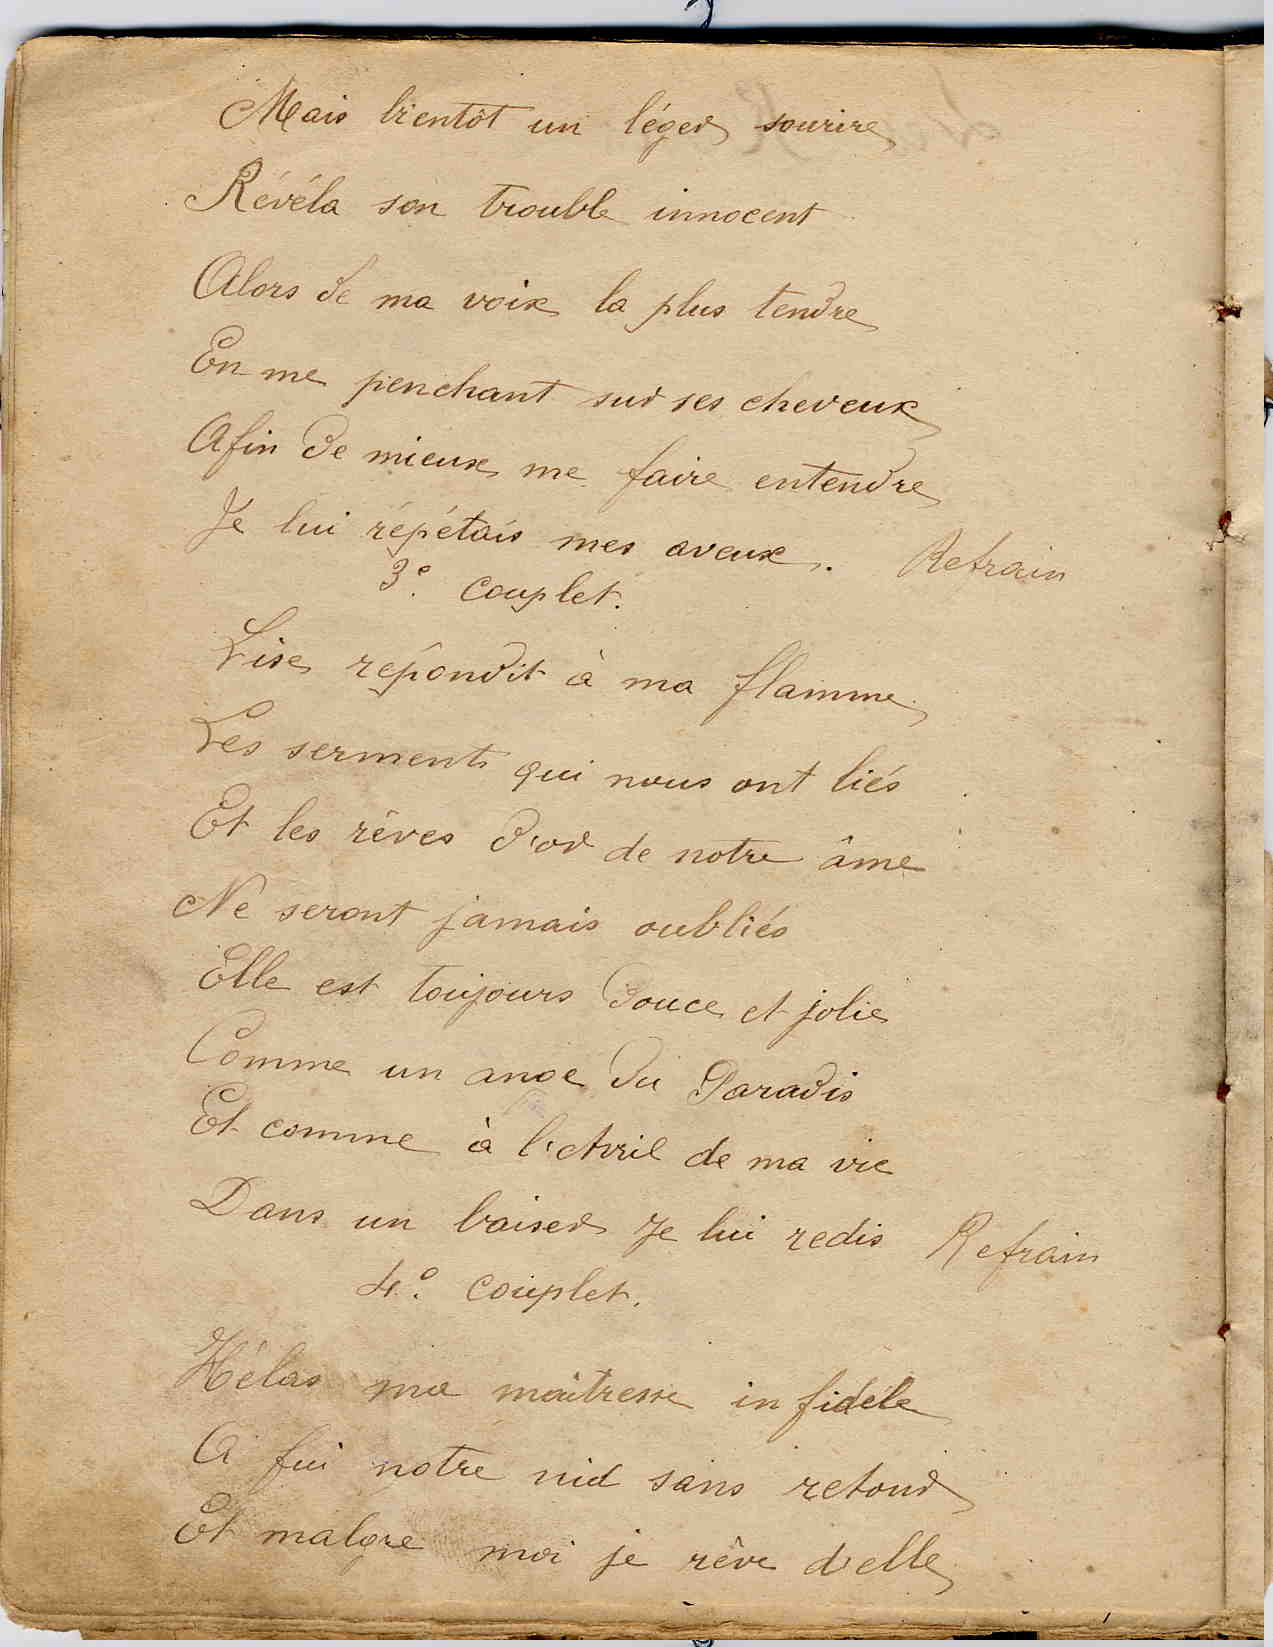 Mais bientôt un léger sourire
Révéla son trouble innocent
Alors de ma voix la plus tendre
En me penchant sur ses cheveux
Afin de mieux me faire entendre
Je lui répétais mes aveux. Refrain
3e. couplet.
Lise répondit à ma flamme
Les serments qui nous ont liés
Et les rêves d'or de notre âme
Ne seront jamais oubliés
Elle est toujours douce et jolie
Comme un ange du Paradis
Et comme à l'Avril de ma vie
Dans un baiser Je lui redis Refrain
4e. couplet.
Hélas ma maîtresse infidèle
A fui notre nid sans retour
Et malgré moi je rêve d'elle